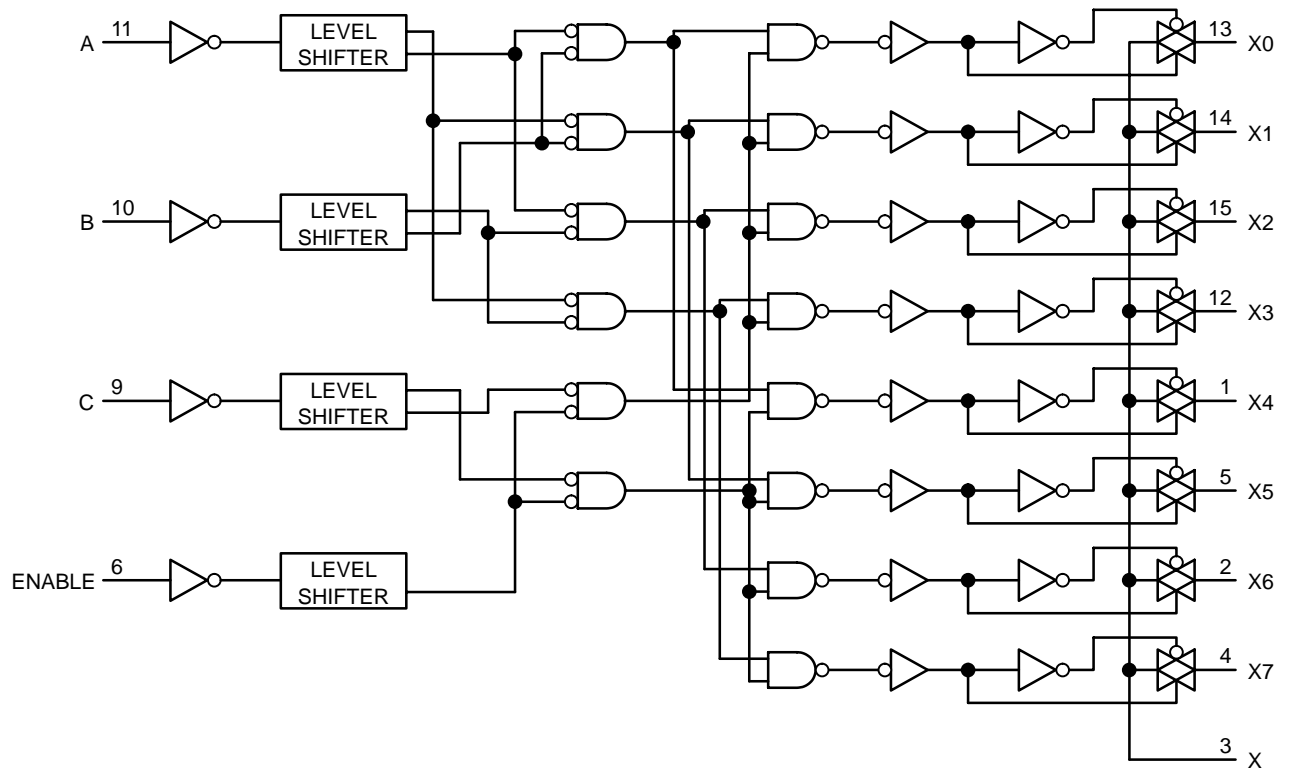 A 11 LEVEL SHIFTER 13 X0
14 X1
B 10 LEVEL SHIFTER 15 X2
12 X3
C 9 LEVEL SHIFTER 1 X4
5 X5
ENABLE 6 LEVEL SHIFTER 2 X6
4 X7
3 X